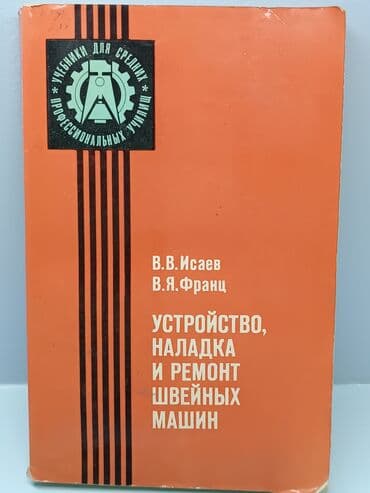 УЧЕБНИКИ ДЛЯ СРЕДНИХ
ПРОФЕССИОНАЛЬНЫХ УЧИЛИЩ
В.В.Исаев
В.Я.Франц
УСТРОЙСТВО,
НАЛАДКА
И РЕМОНТ
ШВЕЙНЫХ
МАШИН